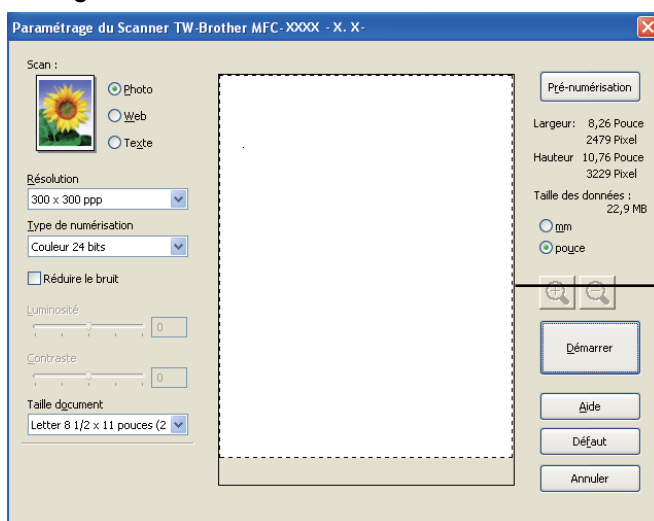 Paramétrage du Scanner TW-Brother MFC-XXXX - X. X-
Scan :
Photo
Web
Texte
Résolution
300 x 300 ppp
Type de numérisation
Couleur 24 bits
Réduire le bruit
Luminosité
0
Contraste
0
Taille document
Letter 8 1/2 x 11 pouces (2
Pré-numérisation
Largeur: 8,26 Pouce
2479 Pixel
Hauteur 10,76 Pouce
3229 Pixel
Taille des données :
22,9 MB
mm
pouce
Démarrer
Aide
Défaut
Annuler